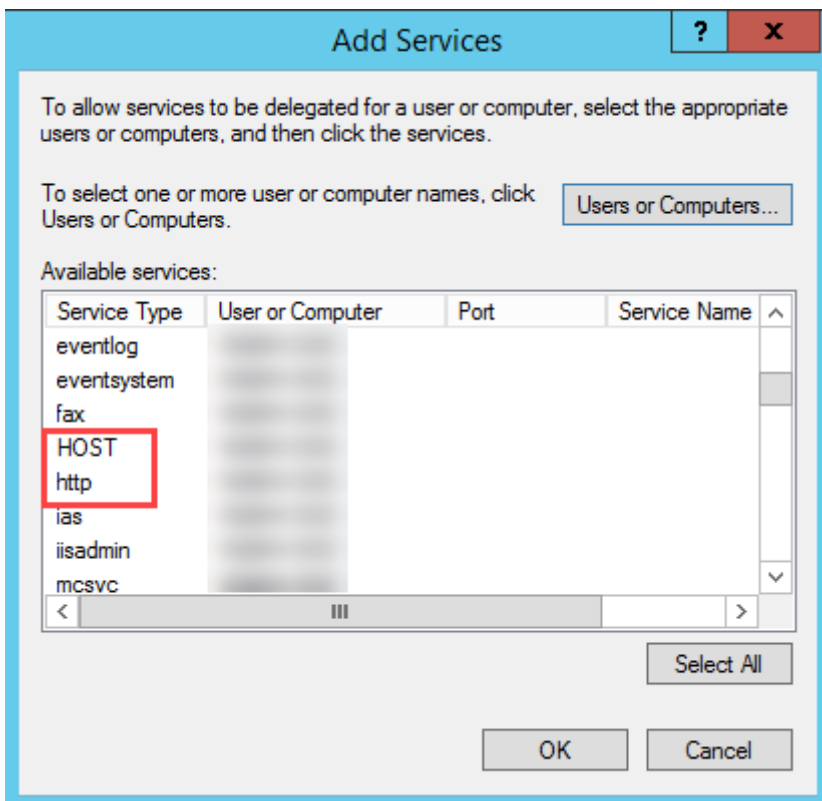 Add Services
?
x
To allow services to be delegated for a user or computer, select the appropriate
users or computers, and then click the services.
To select one or more user or computer names, click
Users or Computers.
Users or Computers...
Available services:
Service Type User or Computer Port Service Name
eventlog
eventsystem
fax
HOST
http
ias
iisadmin
mcsvc
Select All
OK
Cancel